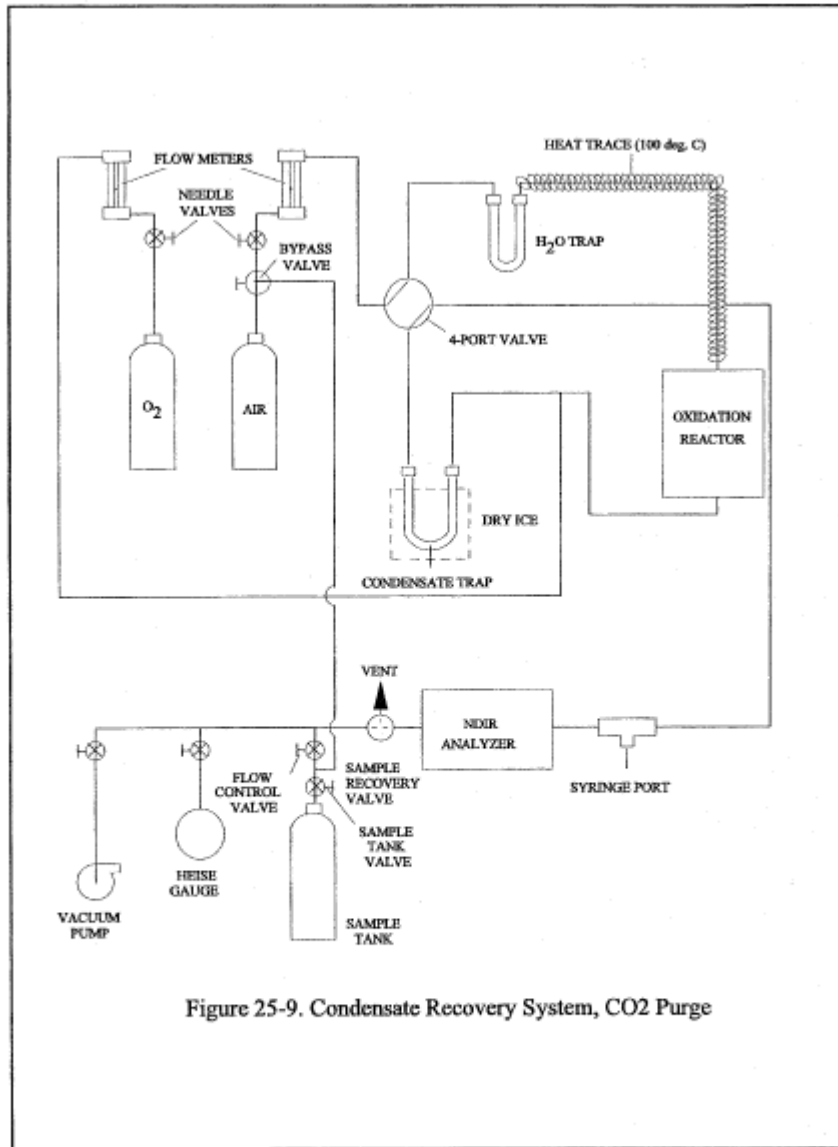 HEAT TRACE (100 deg, C)
FLOW METERS
NEEDLE
VALVES
H2O TRAP
BYPASS
VALVE
4-PORT VALVE
O2
AIR
OXIDATION
REACTOR
DRY ICE
CONDENSATE TRAP
VENT
NDIR
ANALYZER
FLOW
CONTROL
VALVE
SAMPLE
RECOVERY
VALVE
SYRINGE PORT
SAMPLE
TANK
VALVE
HEISE
GAUGE
VACUUM
PUMP
SAMPLE
TANK
Figure 25-9. Condensate Recovery System, CO2 Purge